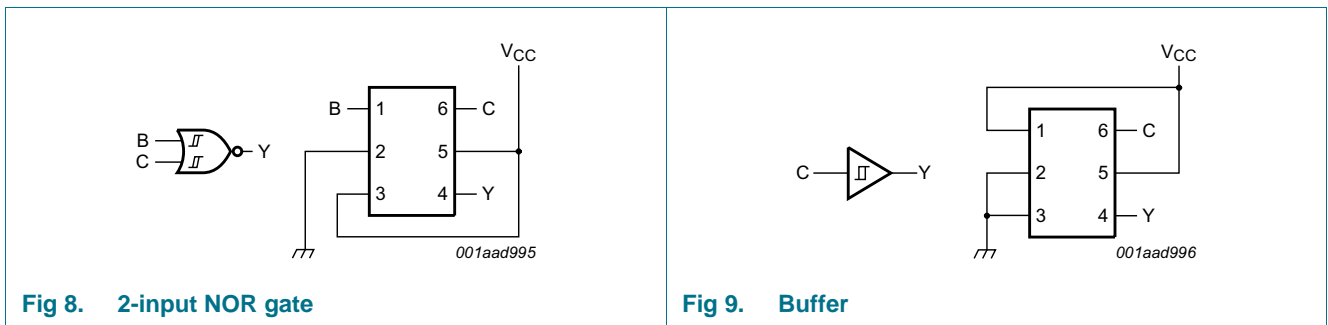 VCC
B 1 6 C
B
C
Y
2 5
3 4 Y
001aad995
Fig 8. 2-input NOR gate
VCC
1 6 C
C Y
2 5
3 4 Y
001aad996
Fig 9. Buffer